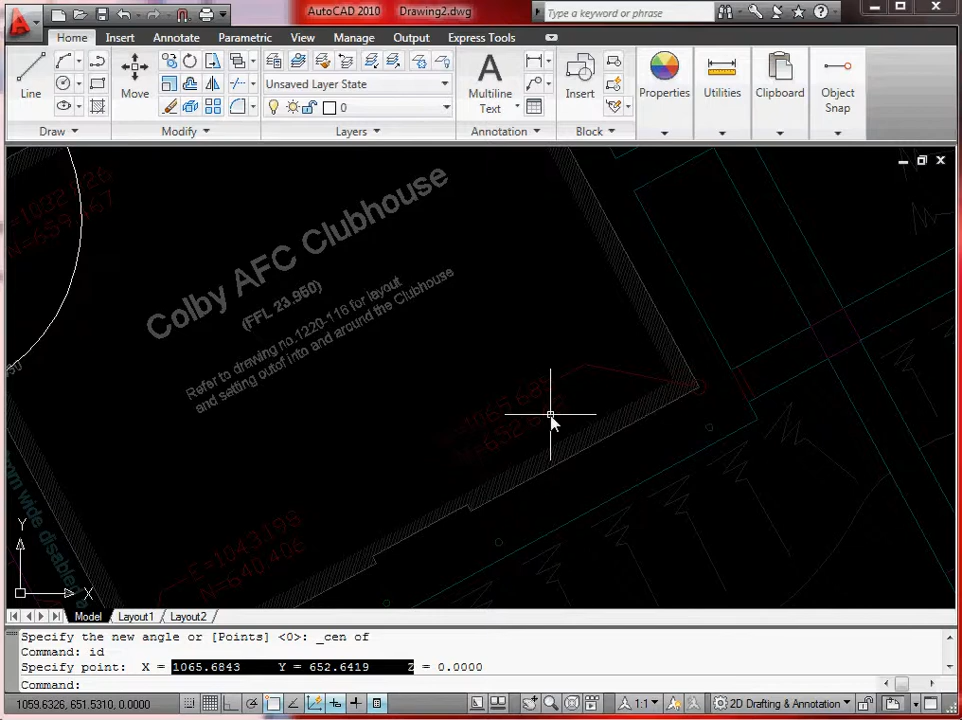 AutoCAD 2010 Drawing2.dwg
Type a keyword or phrase
Home Insert Annotate Parametric View Manage Output Express Tools
Line
Move
Unsaved Layer State
0
A
Multiline
Text
Insert
Properties
Utilities
Clipboard
Object
Snap
Draw Modify Layers Annotation Block
Colby AFC Clubhouse
(FFL 23.950)
Refer to drawing no.1220-116 for layout
and setting outof into and around the Clubhouse
E=1043.198
N=640.406
mm wide disabled
Y
X
Model Layout1 Layout2
Specify the new angle or [Points] <0>: _cen of
Command: id
Specify point: X = 1065.6843 Y = 652.6419 Z = 0.0000
Command:
1059.6326, 651.5310, 0.0000
1:1
2D Drafting & Annotation